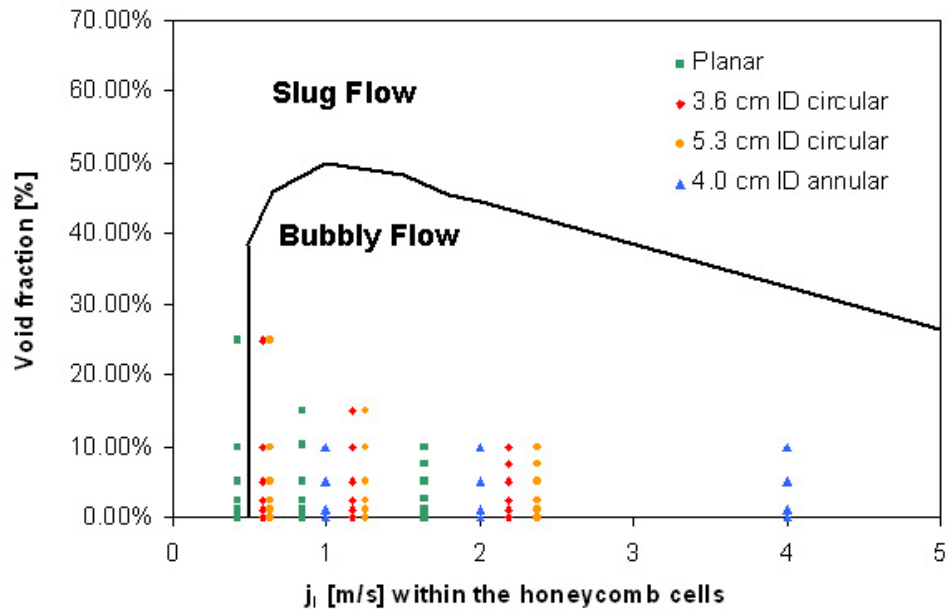 70.00%
60.00%
50.00%
40.00%
30.00%
20.00%
10.00%
0.00%
Void fraction [%]
Slug Flow
Bubbly Flow
Planar
3.6 cm ID circular
5.3 cm ID circular
4.0 cm ID annular
0 1 2 3 4 5
jl [m/s] within the honeycomb cells